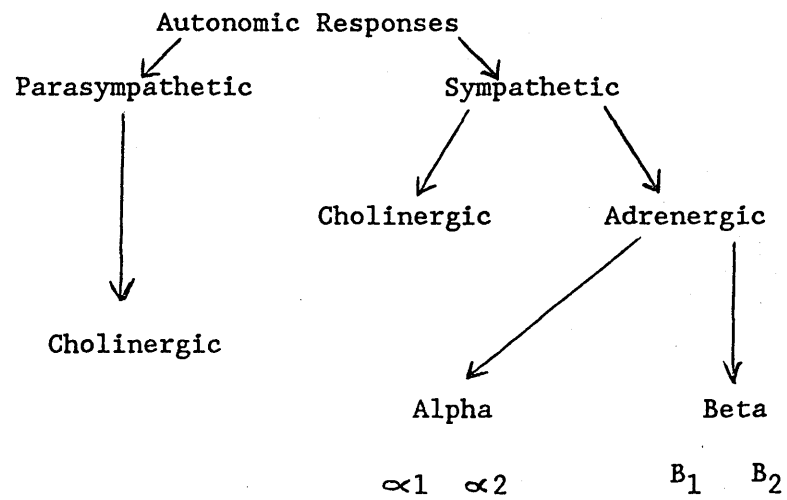 Autonomic Responses
Parasympathetic Sympathetic
Cholinergic Adrenergic
Cholinergic
Alpha Beta
∝1 ∝2 B₁ B₂